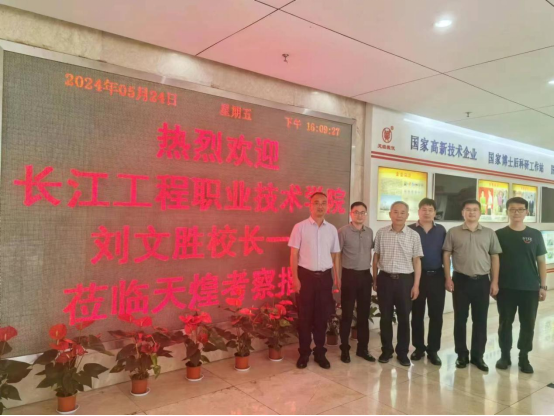 2024年05月24日 星期五 下午 15:09:27
热烈欢迎
长江工程职业技术学院
刘文胜校长一
莅临天煌考察指
国家高新技术企业 国家博士后科研工作站